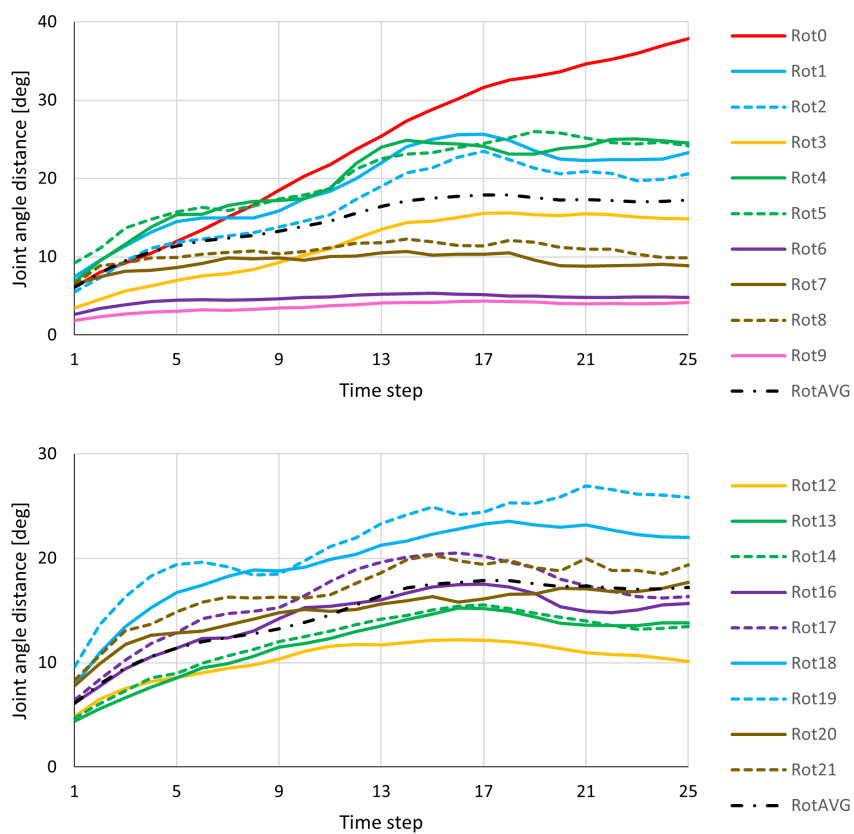 40
30
20
10
0
Joint angle distance [deg]
1 5 9 13 17 21 25
Time step
Rot0
Rot1
Rot2
Rot3
Rot4
Rot5
Rot6
Rot7
Rot8
Rot9
RotAVG
30
20
10
0
Joint angle distance [deg]
1 5 9 13 17 21 25
Time step
Rot12
Rot13
Rot14
Rot16
Rot17
Rot18
Rot19
Rot20
Rot21
RotAVG